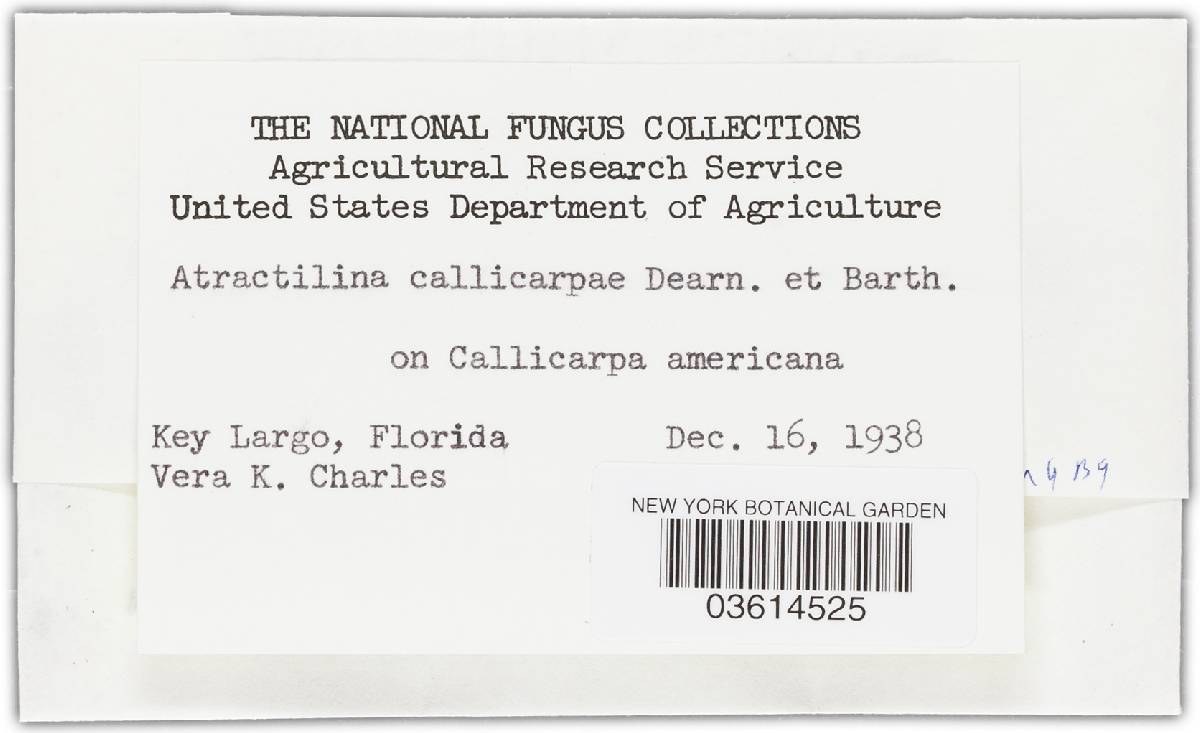 THE NATIONAL FUNGUS COLLECTIONS
Agricultural Research Service
United States Department of Agriculture
Atractilina callicarpae Dearn. et Barth.
on Callicarpa americana
Key Largo, Florida Dec. 16, 1938
Vera K. Charles
NEW YORK BOTANICAL GARDEN
03614525